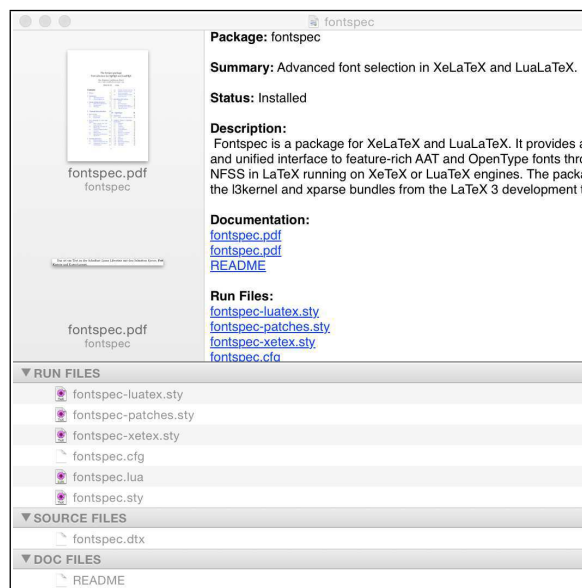 fontspec
Package: fontspec
Summary: Advanced font selection in XeLaTeX and LuaLaTeX.
Status: Installed
Description:
Fontspec is a package for XeLaTeX and LuaLaTeX. It provides a
and unified interface to feature-rich AAT and OpenType fonts thro
NFSS in LaTeX running on XeTeX or LuaTeX engines. The packa
the l3kernel and xparse bundles from the LaTeX 3 development t
Documentation:
fontspec.pdf
fontspec.pdf
README
Run Files:
fontspec-luatex.sty
fontspec-patches.sty
fontspec-xetex.sty
fontspec.cfg
fontspec.pdf
fontspec
fontspec.pdf
fontspec
RUN FILES
fontspec-luatex.sty
fontspec-patches.sty
fontspec-xetex.sty
fontspec.cfg
fontspec.lua
fontspec.sty
SOURCE FILES
fontspec.dtx
DOC FILES
README